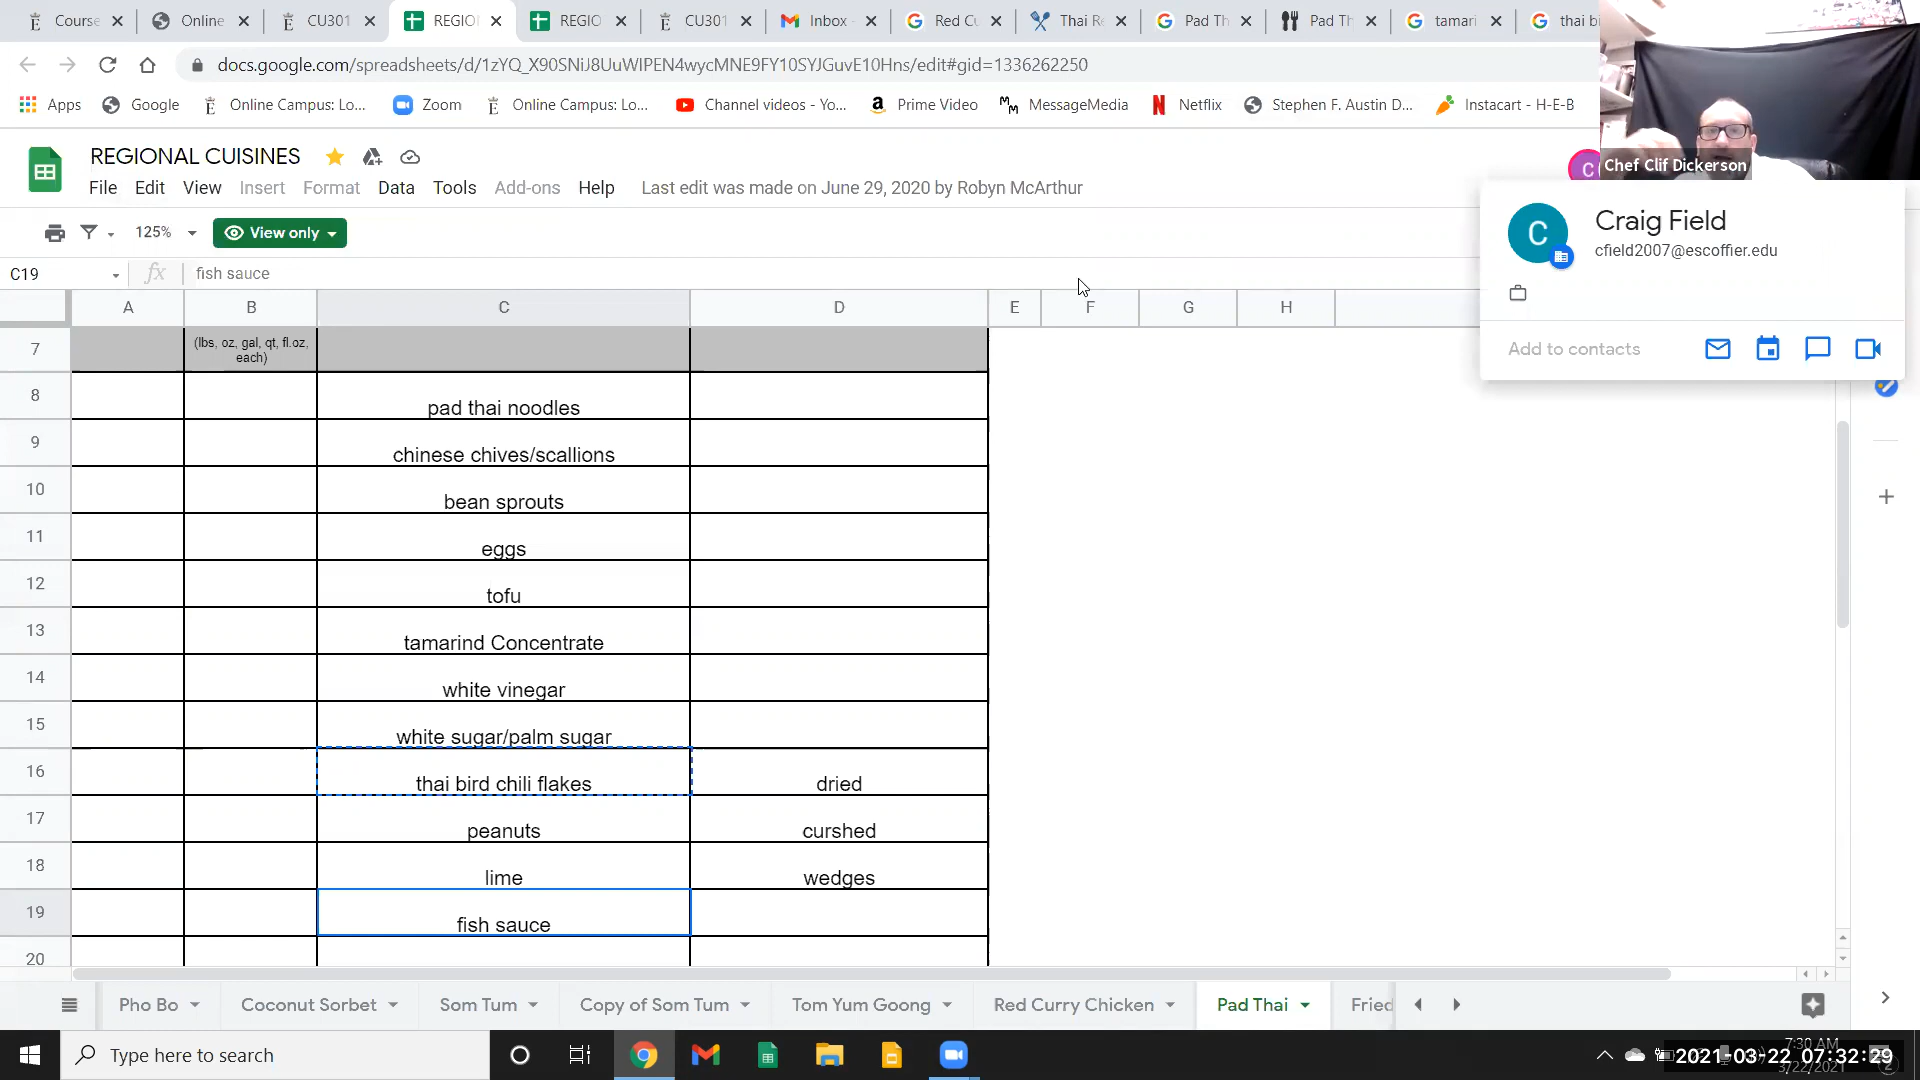 Course
Online
CU301
REGIO
REGIO
CU301
Inbox
Red Cu
Thai Re
Pad Th
Pad Th
tamari
thai bi
docs.google.com/spreadsheets/d/1zYQ_X90SNiJ8UuWIPEN4wycMNE9FY10SYJGuvE10Hns/edit#gid=1336262250
Apps
Google
Online Campus: Lo...
Zoom
Online Campus: Lo...
Channel videos - Yo...
Prime Video
MessageMedia
Netflix
Stephen F. Austin D...
Instacart - H-E-B
Chef Clif Dickerson
REGIONAL CUISINES
File Edit View Insert Format Data Tools Add-ons Help Last edit was made on June 29, 2020 by Robyn McArthur
Craig Field
cfield2007@escoffier.edu
Add to contacts
125% View only
C19 fx fish sauce
A B C D E F G H
7 (lbs, oz, gal, qt, fl.oz,
each)
8 pad thai noodles
9 chinese chives/scallions
10 bean sprouts
11 eggs
12 tofu
13 tamarind Concentrate
14 white vinegar
15 white sugar/palm sugar
16 thai bird chili flakes dried
17 peanuts curshed
18 lime wedges
19 fish sauce
20
Pho Bo Coconut Sorbet Som Tum Copy of Som Tum Tom Yum Goong Red Curry Chicken Pad Thai Fried
Type here to search
7:30 AM
2021-03-22 07:32:29
3/22/2021